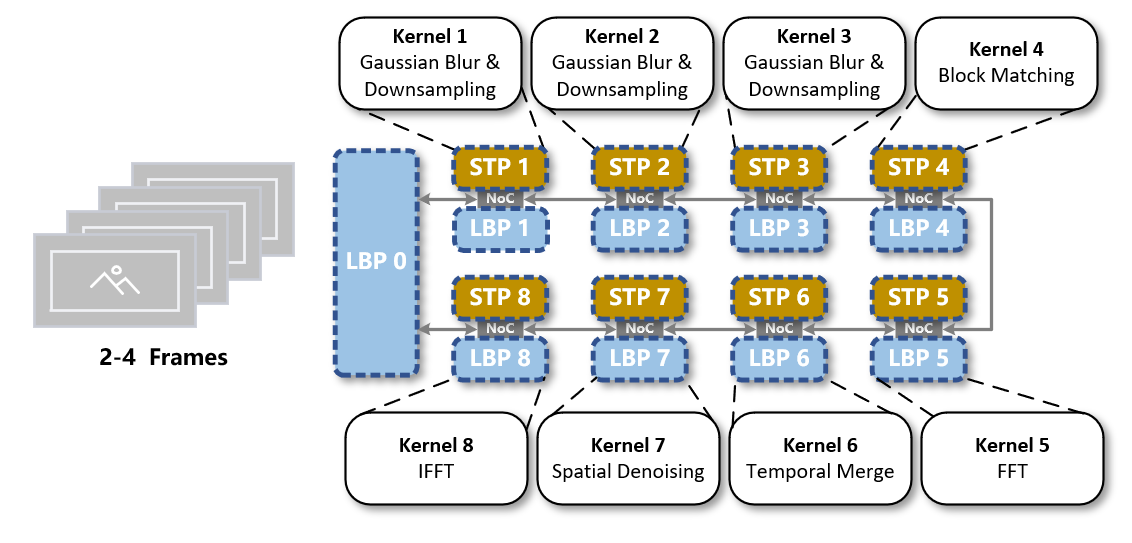 Kernel 1
Gaussian Blur &
Downsampling
Kernel 2
Gaussian Blur &
Downsampling
Kernel 3
Gaussian Blur &
Downsampling
Kernel 4
Block Matching
STP 1
STP 2
STP 3
STP 4
NoC
NoC
NoC
NoC
LBP 1
LBP 2
LBP 3
LBP 4
LBP 0
STP 8
STP 7
STP 6
STP 5
NoC
NoC
NoC
NoC
LBP 8
LBP 7
LBP 6
LBP 5
2-4 Frames
Kernel 8
IFFT
Kernel 7
Spatial Denoising
Kernel 6
Temporal Merge
Kernel 5
FFT